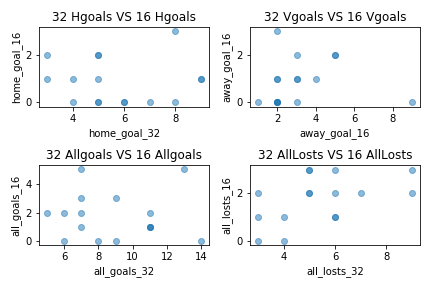 32 Hgoals VS 16 Hgoals
home_goal_16
2
0
4
6
8
home_goal_32
32 Vgoals VS 16 Vgoals
away_goal_16
2
0
2
4
6
8
away_goal_16
32 Allgoals VS 16 Allgoals
all_goals_16
4
2
0
6
8
10
12
14
all_goals_32
32 AllLosts VS 16 AllLosts
all_losts_16
2
0
4
6
8
all_losts_32